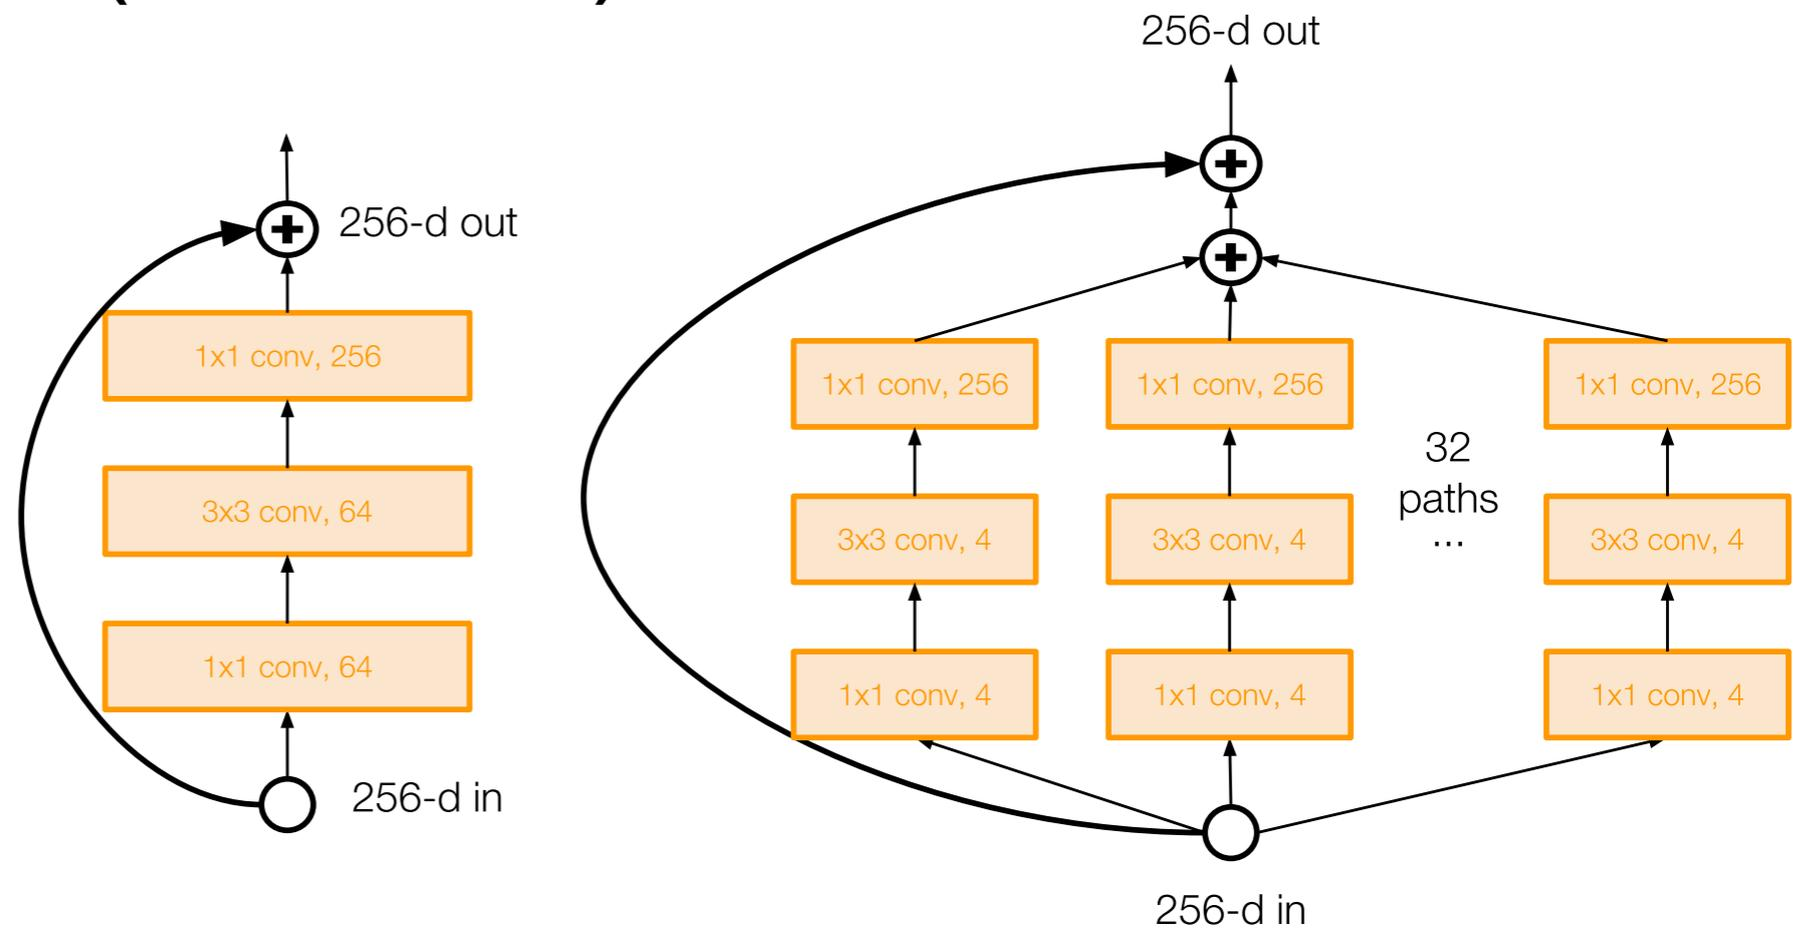 256-d out
1x1 conv, 256
3x3 conv, 64
1x1 conv, 64
256-d in
256-d out
1x1 conv, 256
1x1 conv, 256
1x1 conv, 256
32
paths
...
3x3 conv, 4
3x3 conv, 4
3x3 conv, 4
1x1 conv, 4
1x1 conv, 4
1x1 conv, 4
256-d in